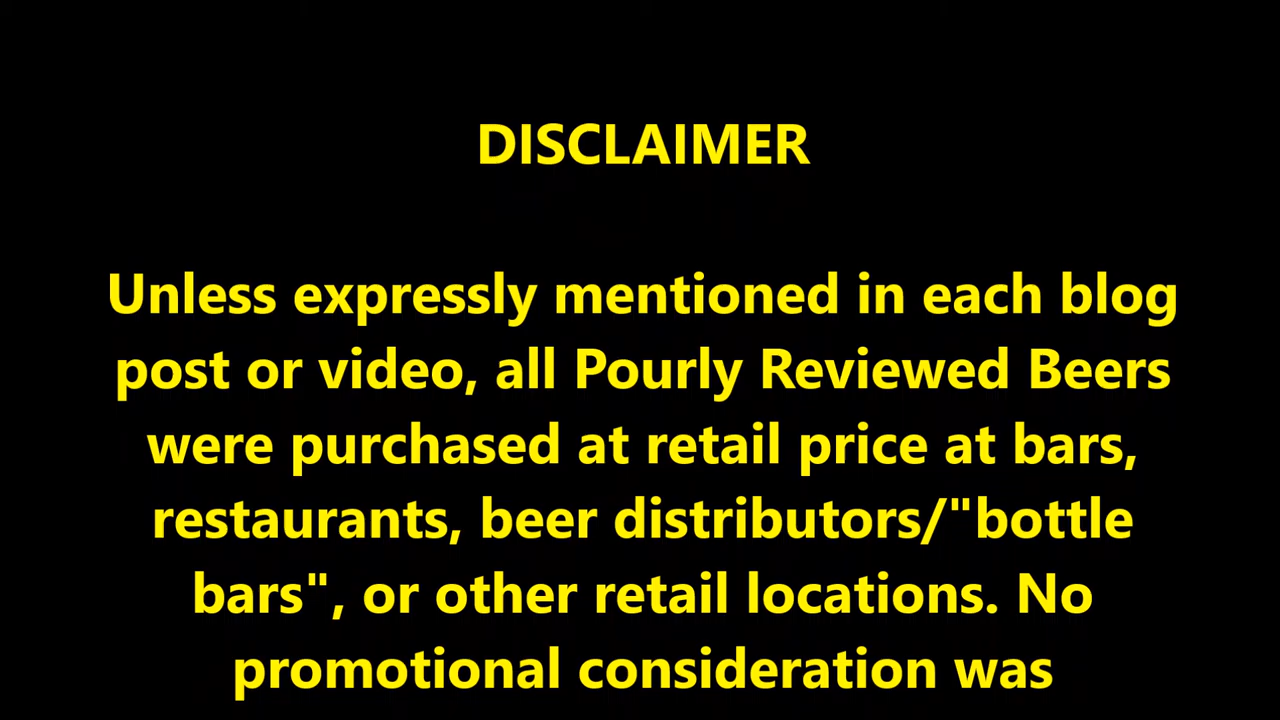 DISCLAIMER
Unless expressly mentioned in each blog
post or video, all Pourly Reviewed Beers
were purchased at retail price at bars,
restaurants, beer distributors/"bottle
bars", or other retail locations. No
promotional consideration was